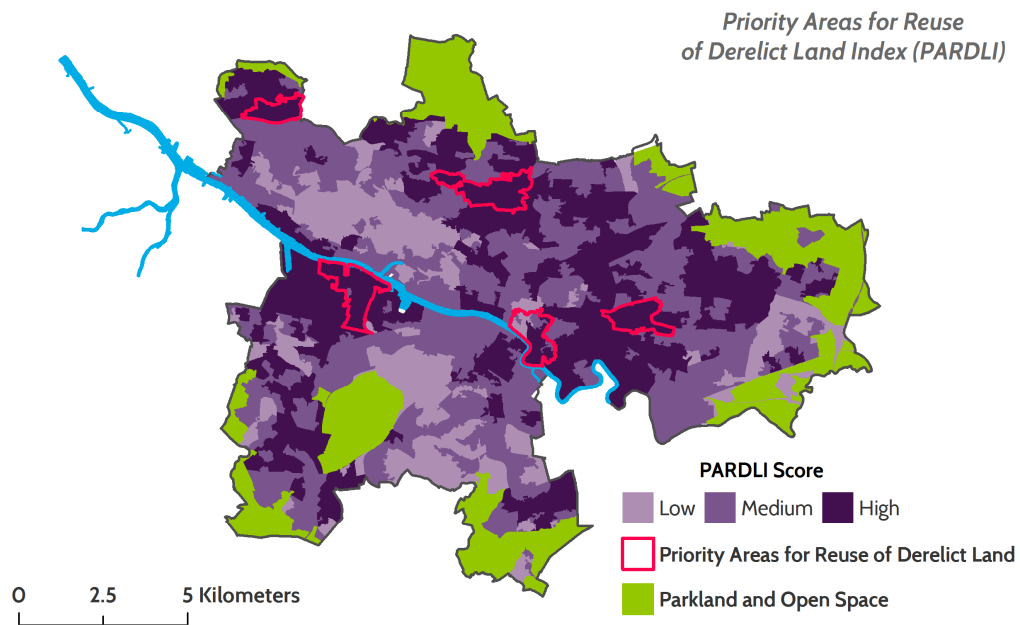 Priority Areas for Reuse
of Derelict Land Index (PARDLI)
PARDLI Score
Low Medium High
Priority Areas for Reuse of Derelict Land
Parkland and Open Space
0 2.5 5 Kilometers